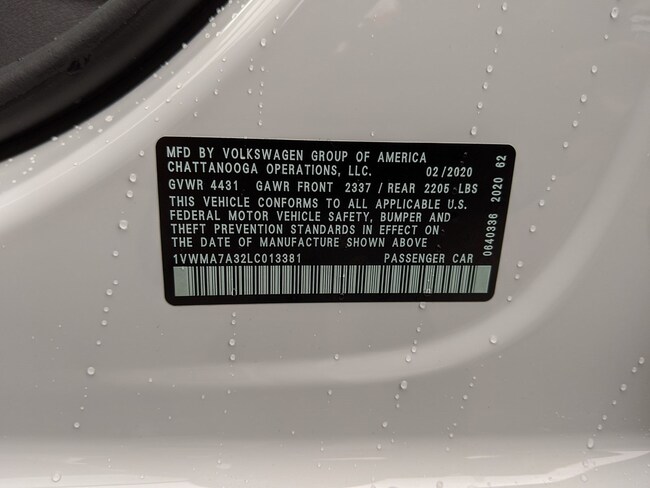 MFD BY VOLKSWAGEN GROUP OF AMERICA
CHATTANOOGA OPERATIONS, LLC. 02/2020
GVWR 4431 GAWR FRONT 2337 / REAR 2205 LBS
THIS VEHICLE CONFORMS TO ALL APPLICABLE U.S.
FEDERAL MOTOR VEHICLE SAFETY, BUMPER AND
THEFT PREVENTION STANDARDS IN EFFECT ON
THE DATE OF MANUFACTURE SHOWN ABOVE
1VWMA7A32LC013381 PASSENGER CAR
0640336 2020 62